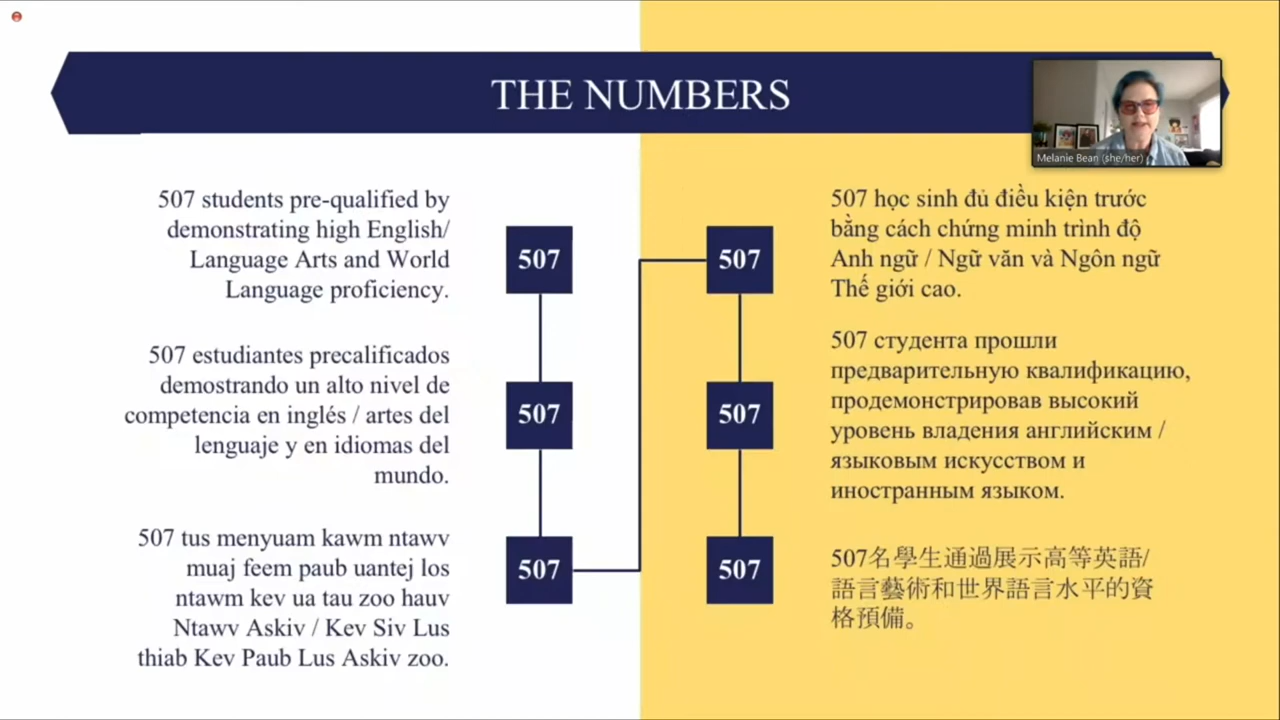 THE NUMBERS
Melanie Bean (she/her)
507 students pre-qualified by
demonstrating high English/
Language Arts and World
Language proficiency.
507
507 estudiantes precalificados
demostrando un alto nivel de
competencia en inglés / artes del
lenguaje y en idiomas del
mundo.
507
507 tus menyuam kawm ntawv
muaj feem paub uantej los
ntawm kev ua tau zoo hauv
Ntawv Askiv / Kev Siv Lus
thiab Kev Paub Lus Askiv zoo.
507
507
507 học sinh đủ điều kiện trước
bằng cách chứng minh trình độ
Anh ngữ / Ngữ văn và Ngôn ngữ
Thế giới cao.
507
507 студента прошли
предварительную квалификацию,
продемонстрировав высокий
уровень владения английским /
языковым искусством и
иностранным языком.
507
507名學生通過展示高等英語/
語言藝術和世界語言水平的資
格預備。